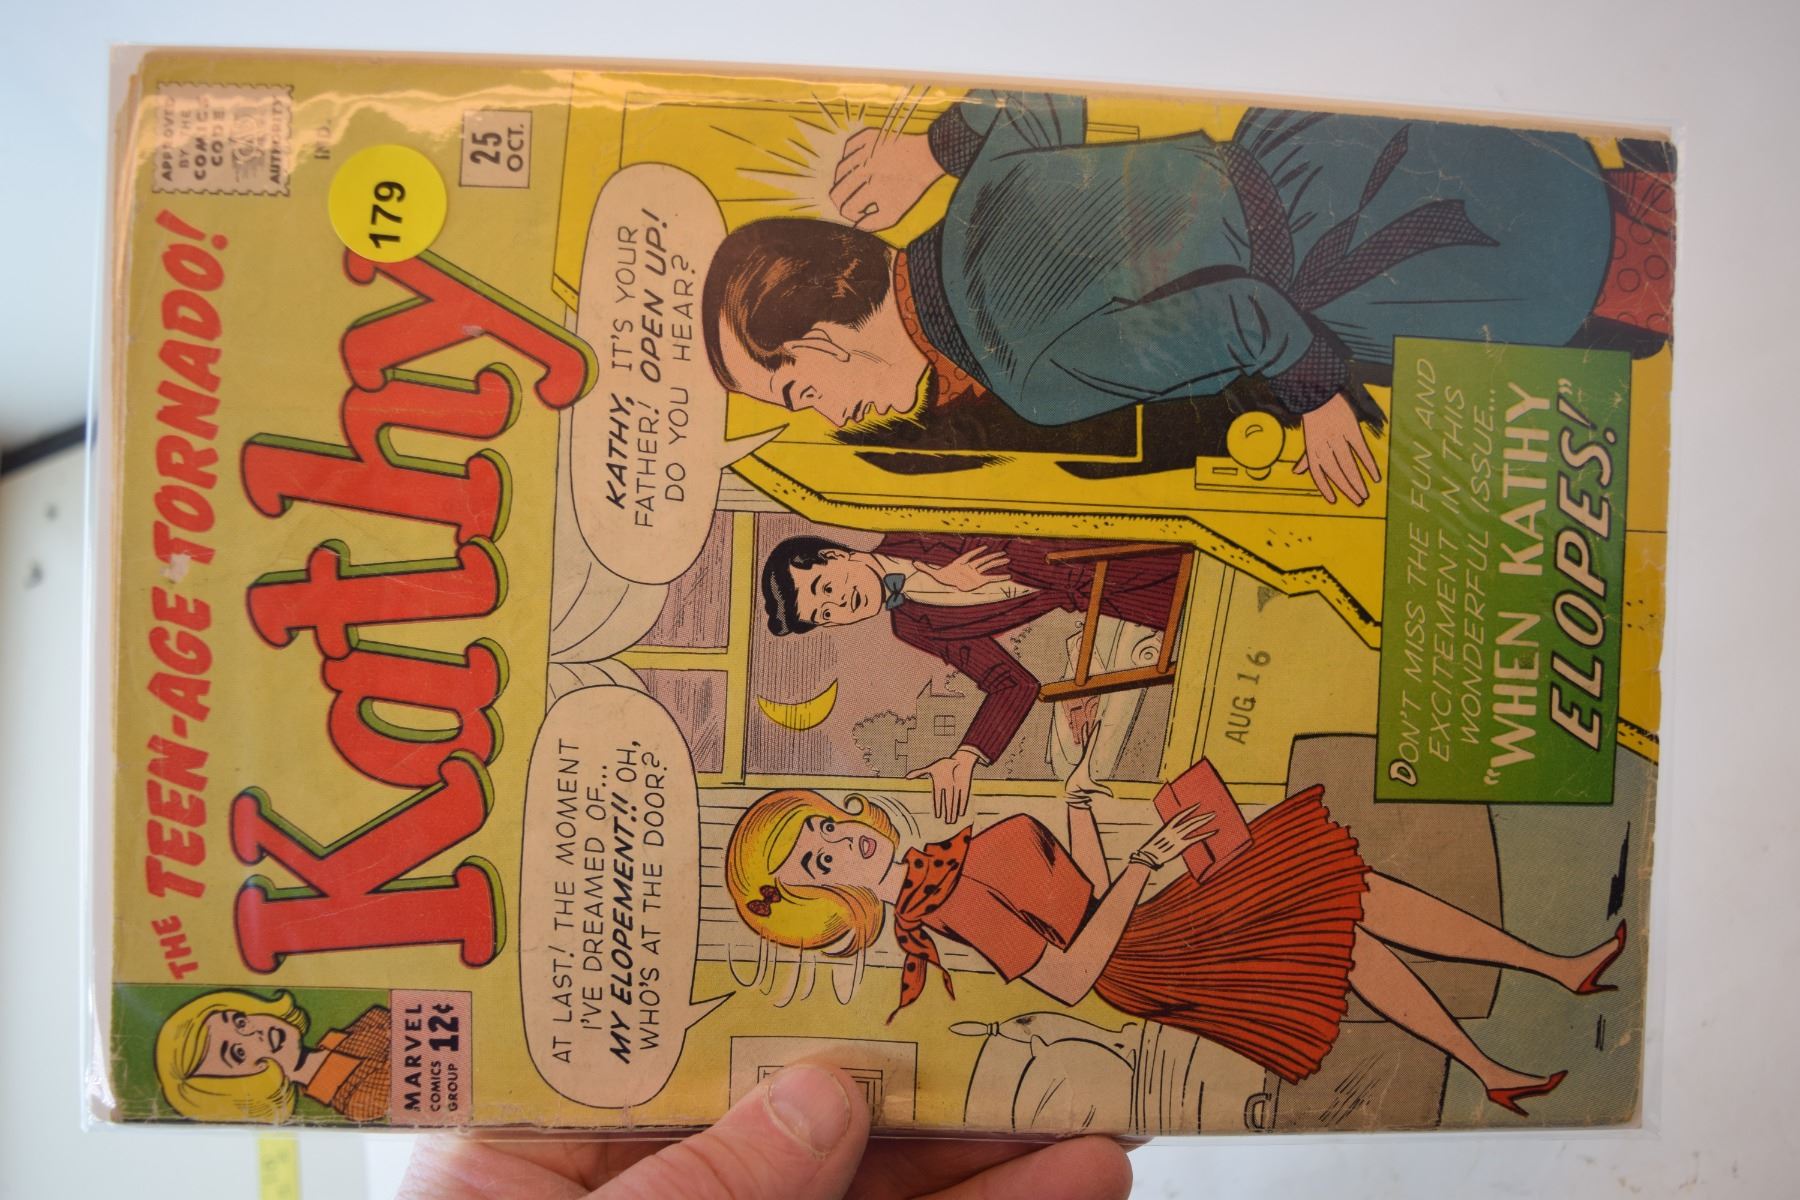 THE TEEN-AGE TORNADO!
Kathy
APPROVED
BY THE
COMICS
CODE
AUTHORITY
IND.
179
25
OCT.
MARVEL
COMICS
GROUP
12¢
AT LAST! THE MOMENT
I'VE DREAMED OF...
MY ELOPEMENT!! OH,
WHO'S AT THE DOOR?
KATHY, IT'S YOUR
FATHER! OPEN UP!
DO YOU HEAR?
AUG 16
DON'T MISS THE FUN AND
EXCITEMENT IN THIS
WONDERFUL ISSUE...
"WHEN KATHY
ELOPES!"